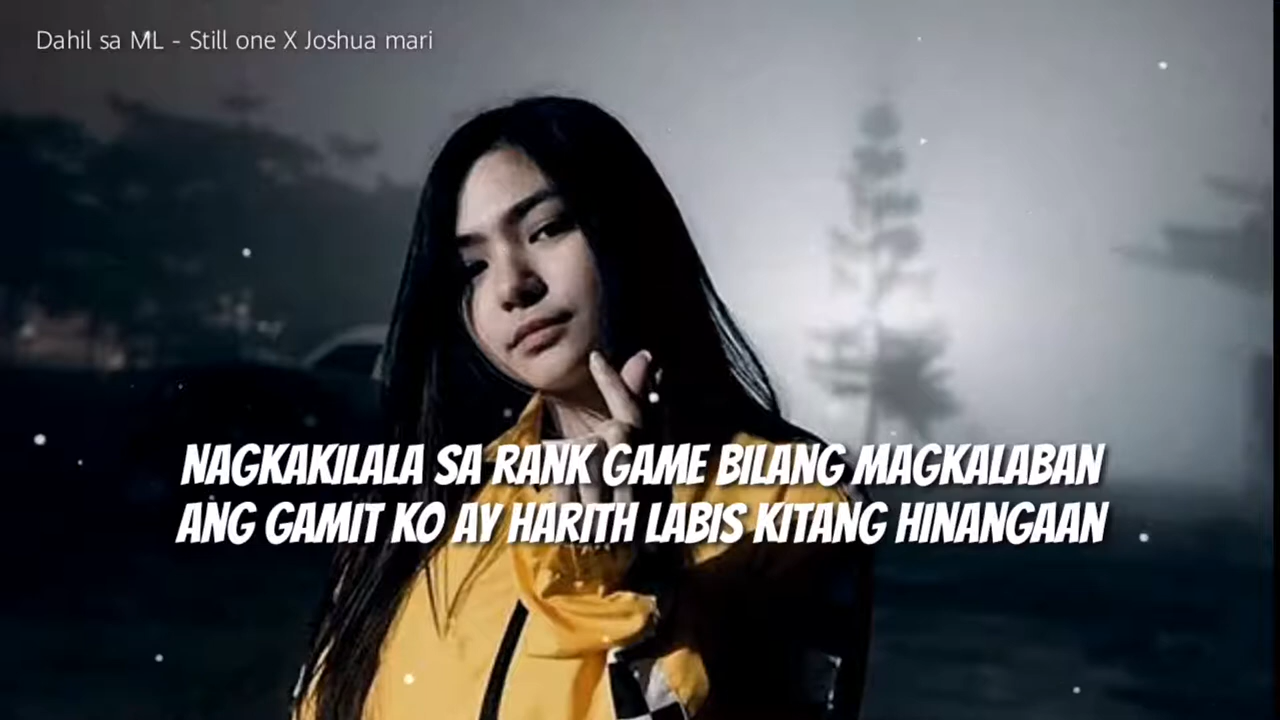 Dahil sa ML - Still one X Joshua mari
NAGKAKILALA SA RANK GAME BILANG MAGKALABAN
ANG GAMIT KO AY HARITH LABIS KITANG HINANGAAN